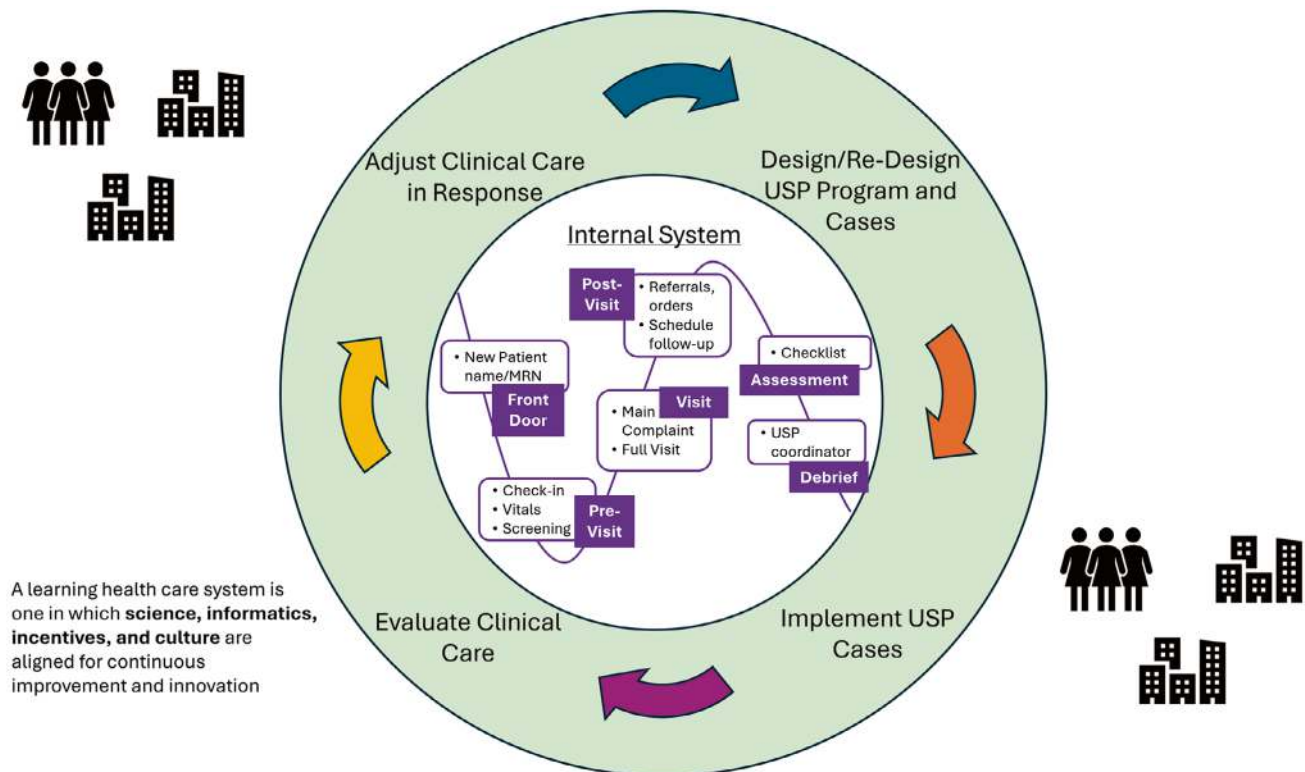 Adjust Clinical Care
in Response
Design/Re-Design
USP Program and
Cases
Internal System
Post-
Visit
• Referrals,
orders
• Schedule
follow-up
• New Patient
name/MRN
Front
Door
• Checklist
Assessment
Visit
• Main
Complaint
• Full Visit
• USP
coordinator
Debrief
• Check-in
• Vitals
• Screening
Pre-
Visit
A learning health care system is
one in which science, informatics,
incentives, and culture are
aligned for continuous
improvement and innovation
Evaluate Clinical
Care
Implement USP
Cases